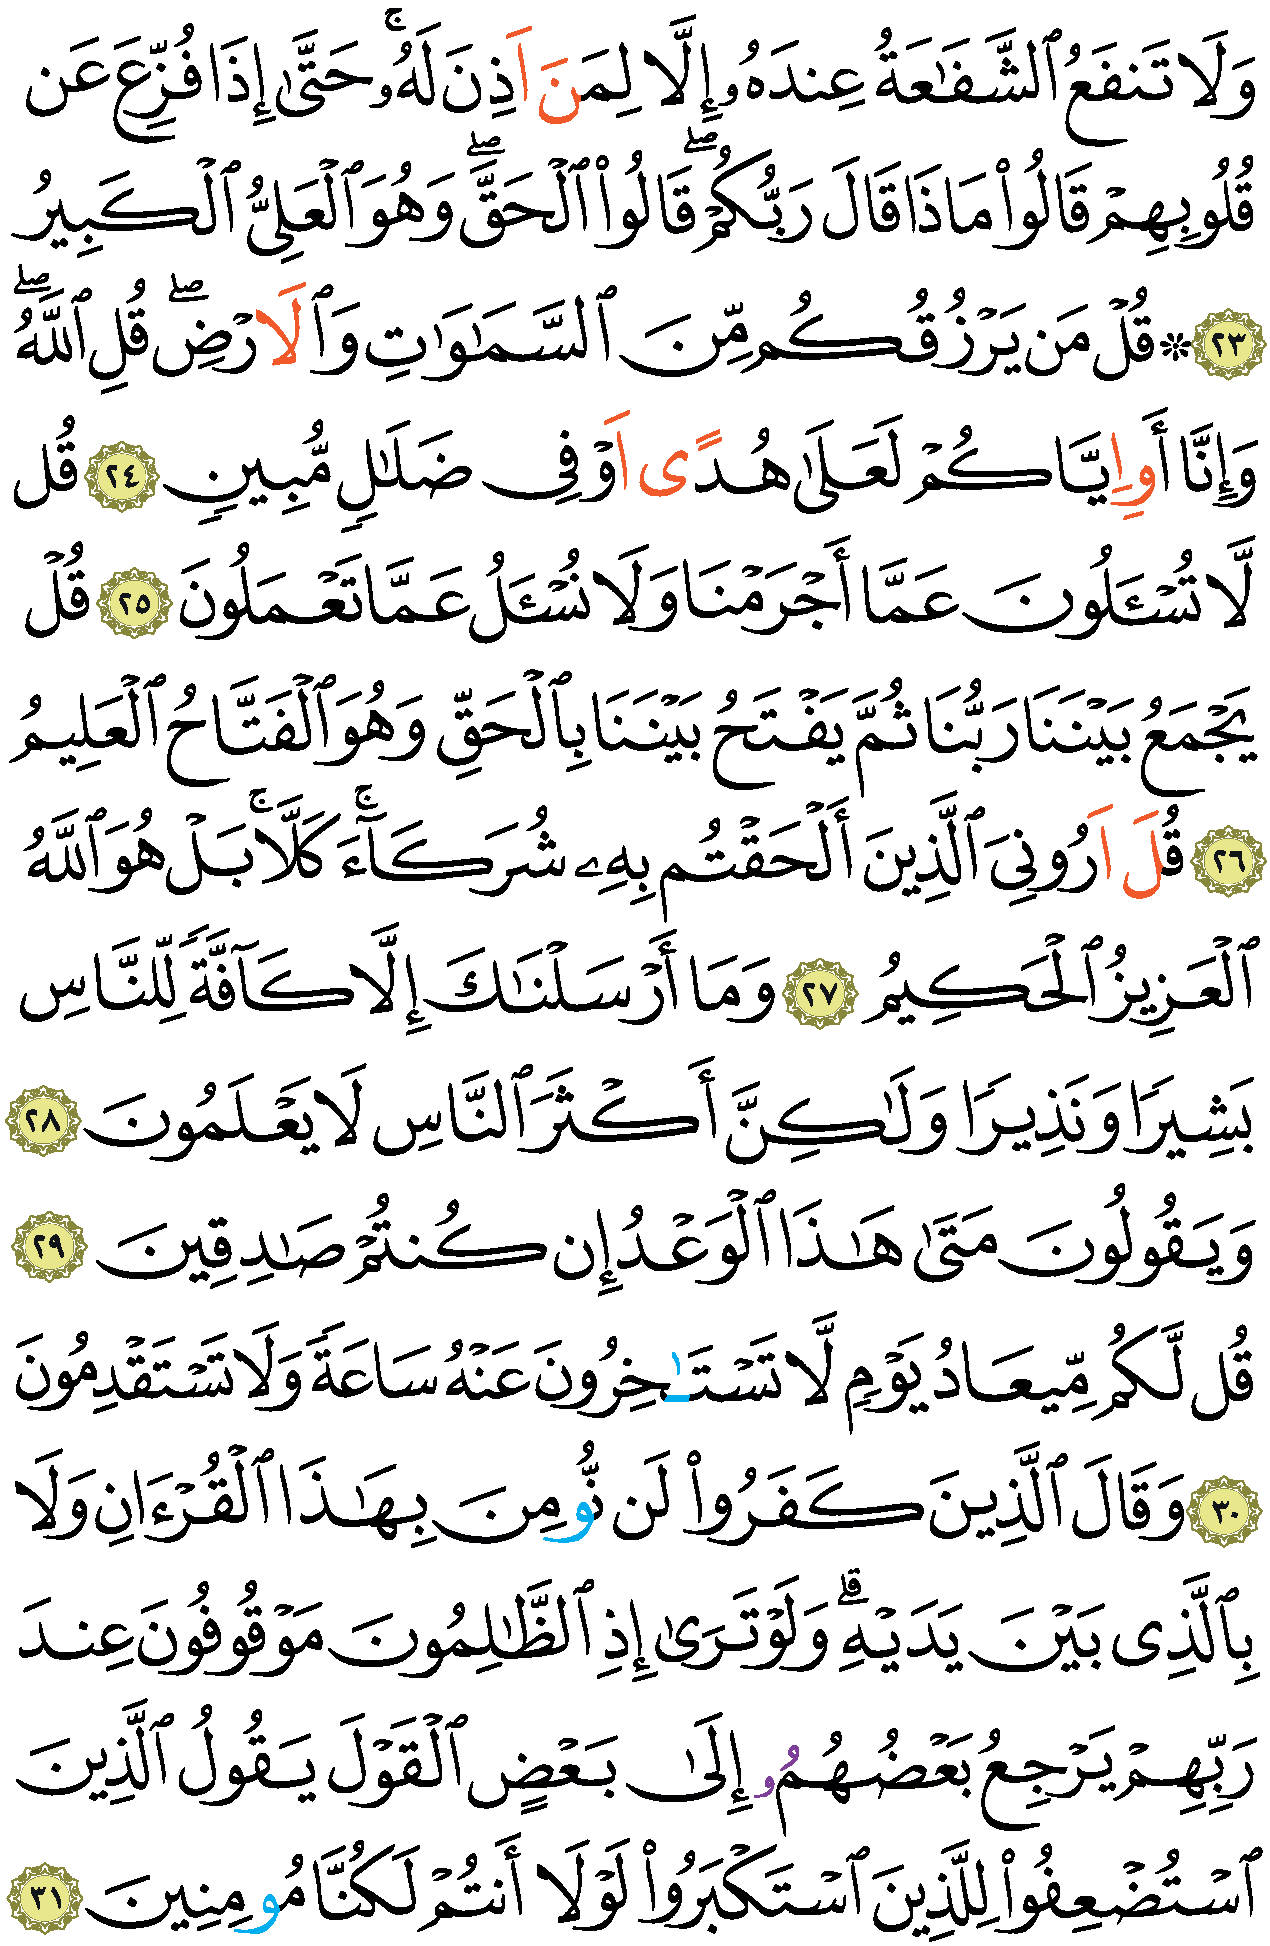 وَلَا تَنفَعُ ٱلشَّفَٰعَةُ عِندَهُۥٓ إِلَّا لِمَنَ اَذِنَ لَهُۥۚ حَتَّىٰ إِذَا فُزِّعَ عَن
قُلُوبِهِمْ قَالُوا۟ مَاذَا قَالَ رَبُّكُمْۖ قَالُوا۟ ٱلْحَقَّۖ وَهُوَ ٱلْعَلِىُّ ٱلْكَبِيرُ
٢٣ ۞ قُلْ مَن يَرْزُقُكُم مِّنَ ٱلسَّمَٰوَٰتِ وَٱلَارْضِۖ قُلِ ٱللَّهُۖ
وَإِنَّا أَوِاِيَّاكُمْ لَعَلَىٰ هُدًى اَوْ فِى ضَلَٰلٍ مُّبِينٍ ٢٤ قُل
لَّا تُسْـَٔلُونَ عَمَّا أَجْرَمْنَا وَلَا نُسْـَٔلُ عَمَّا تَعْمَلُونَ ٢٥ قُلْ
يَجْمَعُ بَيْنَنَا رَبُّنَا ثُمَّ يَفْتَحُ بَيْنَنَا بِٱلْحَقِّ وَهُوَ ٱلْفَتَّاحُ ٱلْعَلِيمُ
٢٦ قُلَ اَرُونِىَ ٱلَّذِينَ أَلْحَقْتُم بِهِۦ شُرَكَآءَۚ كَلَّاۚ بَلْ هُوَ ٱللَّهُ
ٱلْعَزِيزُ ٱلْحَكِيمُ ٢٧ وَمَا أَرْسَلْنَٰكَ إِلَّا كَآفَّةً لِّلنَّاسِ
بَشِيرًا وَنَذِيرًا وَلَٰكِنَّ أَكْثَرَ ٱلنَّاسِ لَا يَعْلَمُونَ ٢٨
وَيَقُولُونَ مَتَىٰ هَٰذَا ٱلْوَعْدُ إِن كُنتُمْ صَٰدِقِينَ ٢٩
قُل لَّكُم مِّيعَادُ يَوْمٍ لَّا تَسْتَـٰخِرُونَ عَنْهُ سَاعَةً وَلَا تَسْتَقْدِمُونَ
٣٠ وَقَالَ ٱلَّذِينَ كَفَرُوا۟ لَن نُّومِنَ بِهَٰذَا ٱلْقُرْءَانِ وَلَا
بِٱلَّذِى بَيْنَ يَدَيْهِۗ وَلَوْ تَرَىٰ إِذِ ٱلظَّٰلِمُونَ مَوْقُوفُونَ عِندَ
رَبِّهِمْ يَرْجِعُ بَعْضُهُمُۥ إِلَىٰ بَعْضٍ ٱلْقَوْلَ يَقُولُ ٱلَّذِينَ
ٱسْتُضْعِفُوا۟ لِلَّذِينَ ٱسْتَكْبَرُوا۟ لَوْلَا أَنتُمْ لَكُنَّا مُومِنِينَ ٣١